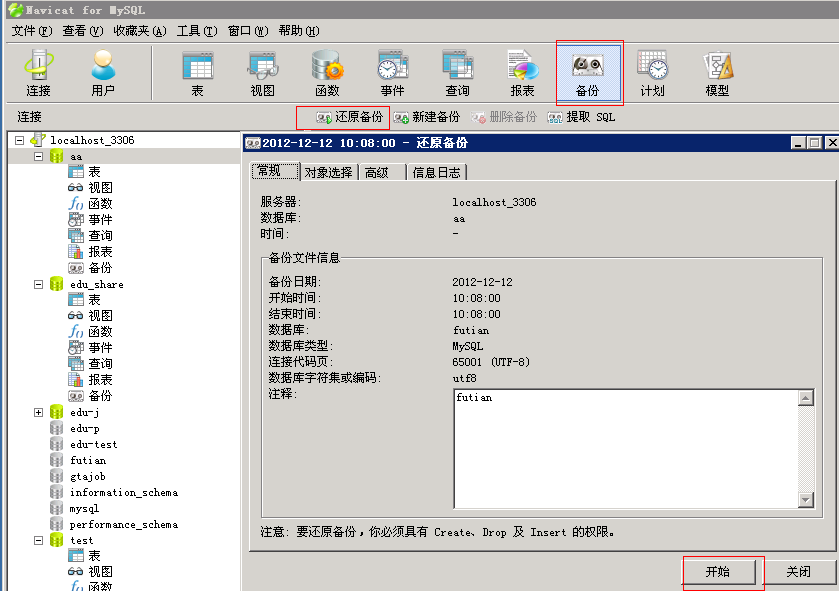 Navicat for MySQL
文件(F) 查看(V) 收藏夹(A) 工具(T) 窗口(W) 帮助(H)
连接 用户 表 视图 函数 事件 查询 报表 备份 计划 模型
连接 还原备份 新建备份 删除备份 提取 SQL
localhost_3306
aa
表
视图
函数
事件
查询
报表
备份
edu_share
表
视图
函数
事件
查询
报表
备份
edu-j
edu-p
edu-test
futian
gtajob
information_schema
mysql
performance_schema
test
表
视图
函数
2012-12-12 10:08:00 - 还原备份
常规 对象选择 高级 信息日志
服务器: localhost_3306
数据库: aa
时间: -
备份文件信息
备份日期: 2012-12-12
开始时间: 10:08:00
结束时间: 10:08:00
数据库: futian
数据库类型: MySQL
连接代码页: 65001 (UTF-8)
数据库字符集或编码: utf8
注释: futian
注意: 要还原备份，你必须具有 Create、Drop 及 Insert 的权限。
开始 关闭